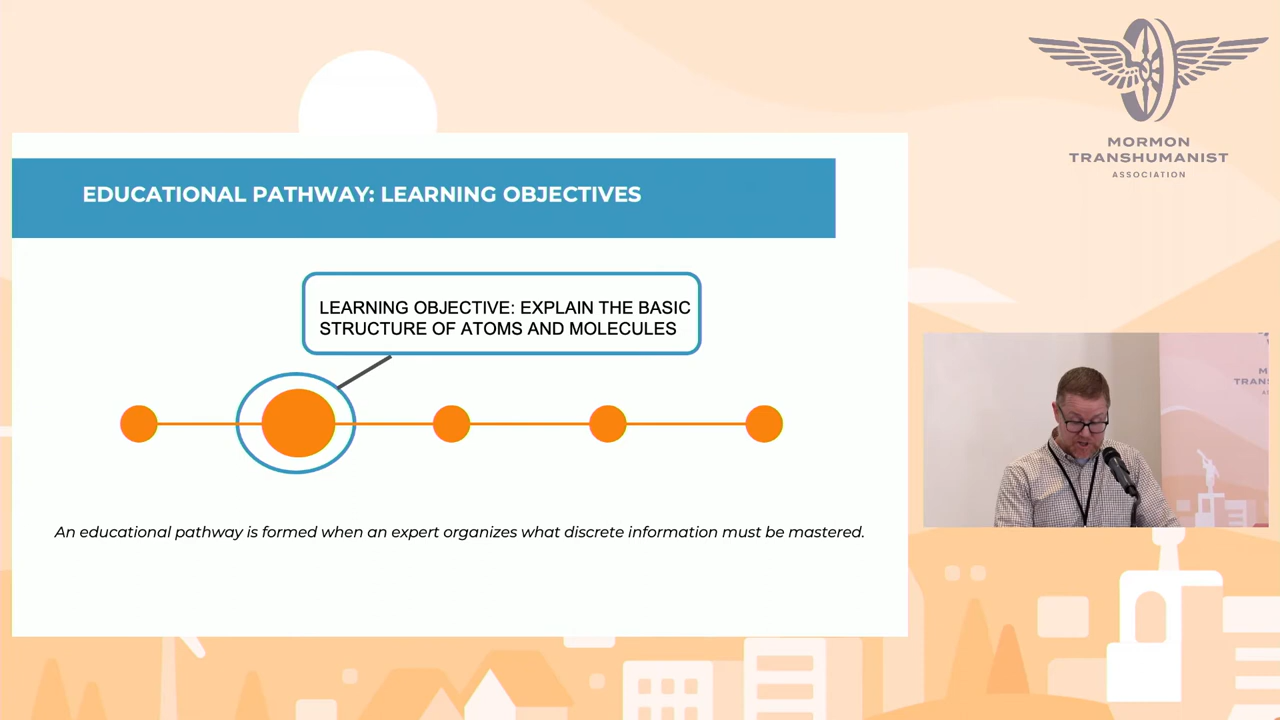 MORMON
TRANSHUMANIST
ASSOCIATION
EDUCATIONAL PATHWAY: LEARNING OBJECTIVES
LEARNING OBJECTIVE: EXPLAIN THE BASIC
STRUCTURE OF ATOMS AND MOLECULES
An educational pathway is formed when an expert organizes what discrete information must be mastered.